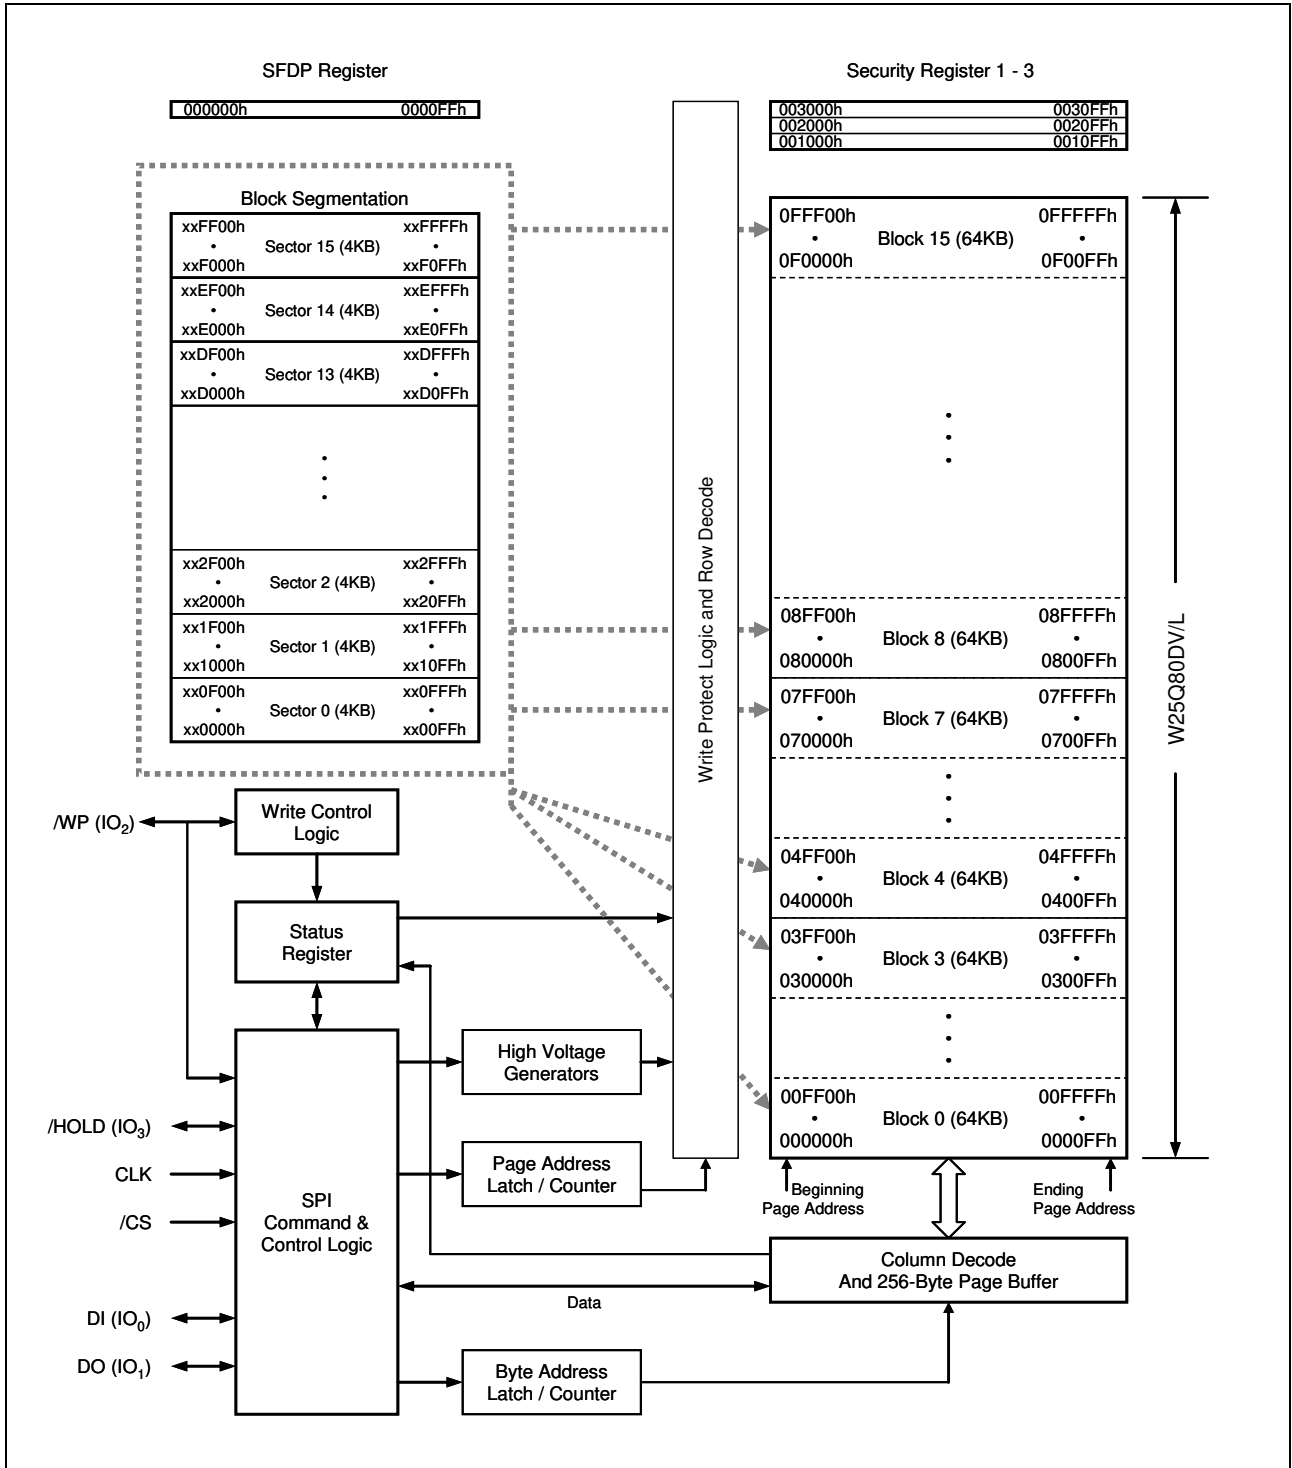 SFDP Register
000000h 0000FFh
Security Register 1 - 3
003000h 0030FFh
002000h 0020FFh
001000h 0010FFh
Block Segmentation
xxFF00h xxFFFFh
Sector 15 (4KB)
xxF000h xxF0FFh
xxEF00h xxEFFFh
Sector 14 (4KB)
xxE000h xxE0FFh
xxDF00h xxDFFFh
Sector 13 (4KB)
xxD000h xxD0FFh
xx2F00h xx2FFFh
Sector 2 (4KB)
xx2000h xx20FFh
xx1F00h xx1FFFh
Sector 1 (4KB)
xx1000h xx10FFh
xx0F00h xx0FFFh
Sector 0 (4KB)
xx0000h xx00FFh
Write Protect Logic and Row Decode
0FFF00h 0FFFFFh
Block 15 (64KB)
0F0000h 0F00FFh
08FF00h 08FFFFh
Block 8 (64KB)
080000h 0800FFh
07FF00h 07FFFFh
Block 7 (64KB)
070000h 0700FFh
04FF00h 04FFFFh
Block 4 (64KB)
040000h 0400FFh
03FF00h 03FFFFh
Block 3 (64KB)
030000h 0300FFh
00FF00h 00FFFFh
Block 0 (64KB)
000000h 0000FFh
W25Q80DV/L
Beginning
Page Address
Ending
Page Address
/WP (IO2)
Write Control
Logic
Status
Register
High Voltage
Generators
/HOLD (IO3)
CLK
/CS
DI (IO0)
DO (IO1)
SPI
Command &
Control Logic
Page Address
Latch / Counter
Column Decode
And 256-Byte Page Buffer
Data
Byte Address
Latch / Counter